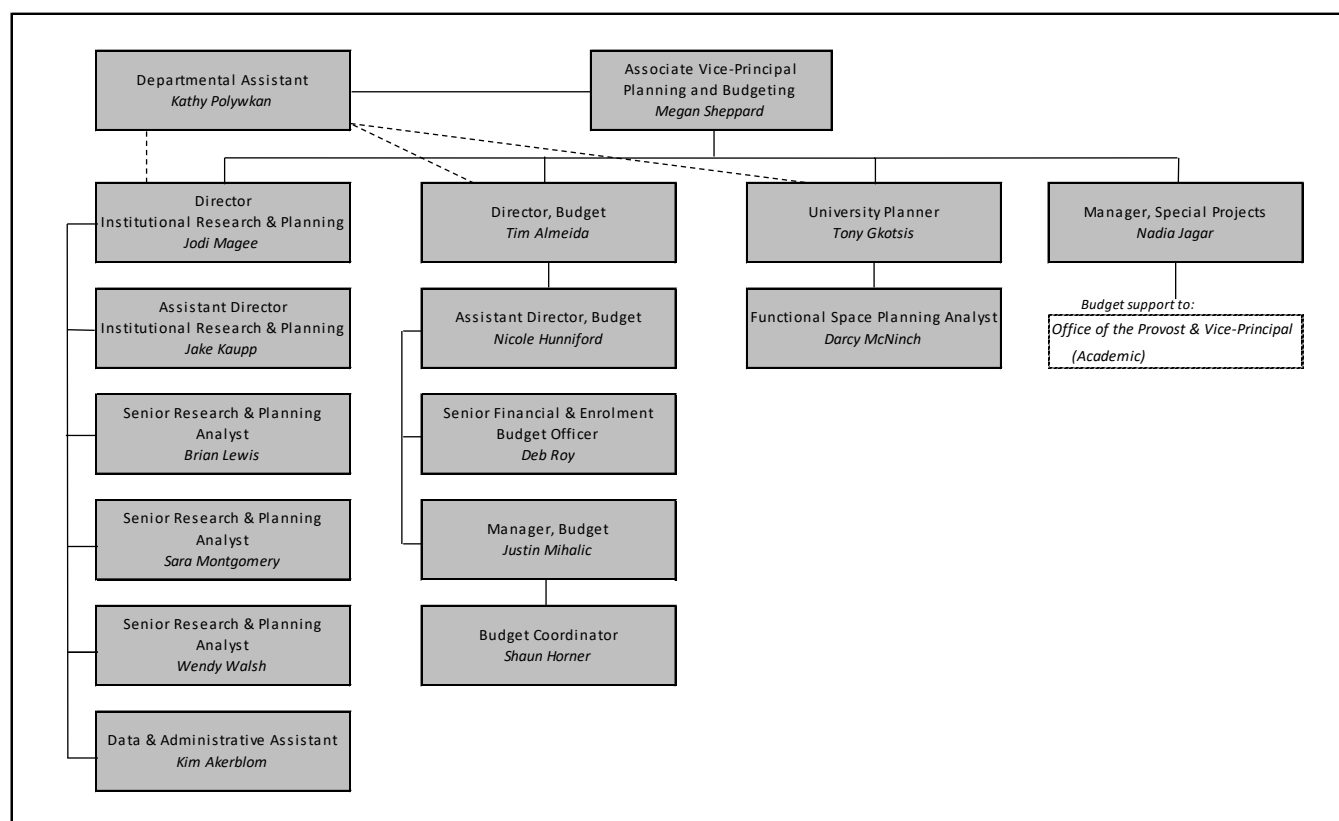 Departmental Assistant
Kathy Polywkan
Associate Vice-Principal
Planning and Budgeting
Megan Sheppard
Director
Institutional Research & Planning
Jodi Magee
Director, Budget
Tim Almeida
University Planner
Tony Gkotsis
Manager, Special Projects
Nadia Jagar
Assistant Director
Institutional Research & Planning
Jake Kaupp
Assistant Director, Budget
Nicole Hunniford
Functional Space Planning Analyst
Darcy McNinch
Budget support to:
Office of the Provost & Vice-Principal
(Academic)
Senior Research & Planning
Analyst
Brian Lewis
Senior Financial & Enrolment
Budget Officer
Deb Roy
Senior Research & Planning
Analyst
Sara Montgomery
Manager, Budget
Justin Mihalic
Senior Research & Planning
Analyst
Wendy Walsh
Budget Coordinator
Shaun Horner
Data & Administrative Assistant
Kim Akerblom